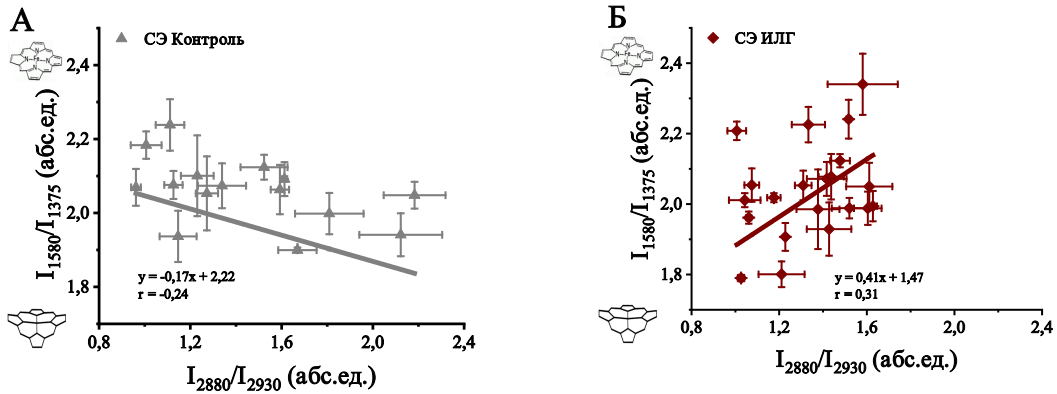 А
СЭ Контроль
I1580/I1375 (абс.ед.)
2,4
2,2
2,0
1,8
y = -0,17x + 2,22
r = -0,24
0,8 1,2 1,6 2,0 2,4
I2880/I2930 (абс.ед.)
Б
СЭ ИЛГ
I1580/I1375 (абс.ед.)
2,4
2,2
2,0
1,8
y = 0,41x + 1,47
r = 0,31
0,8 1,2 1,6 2,0 2,4
I2880/I2930 (абс.ед.)